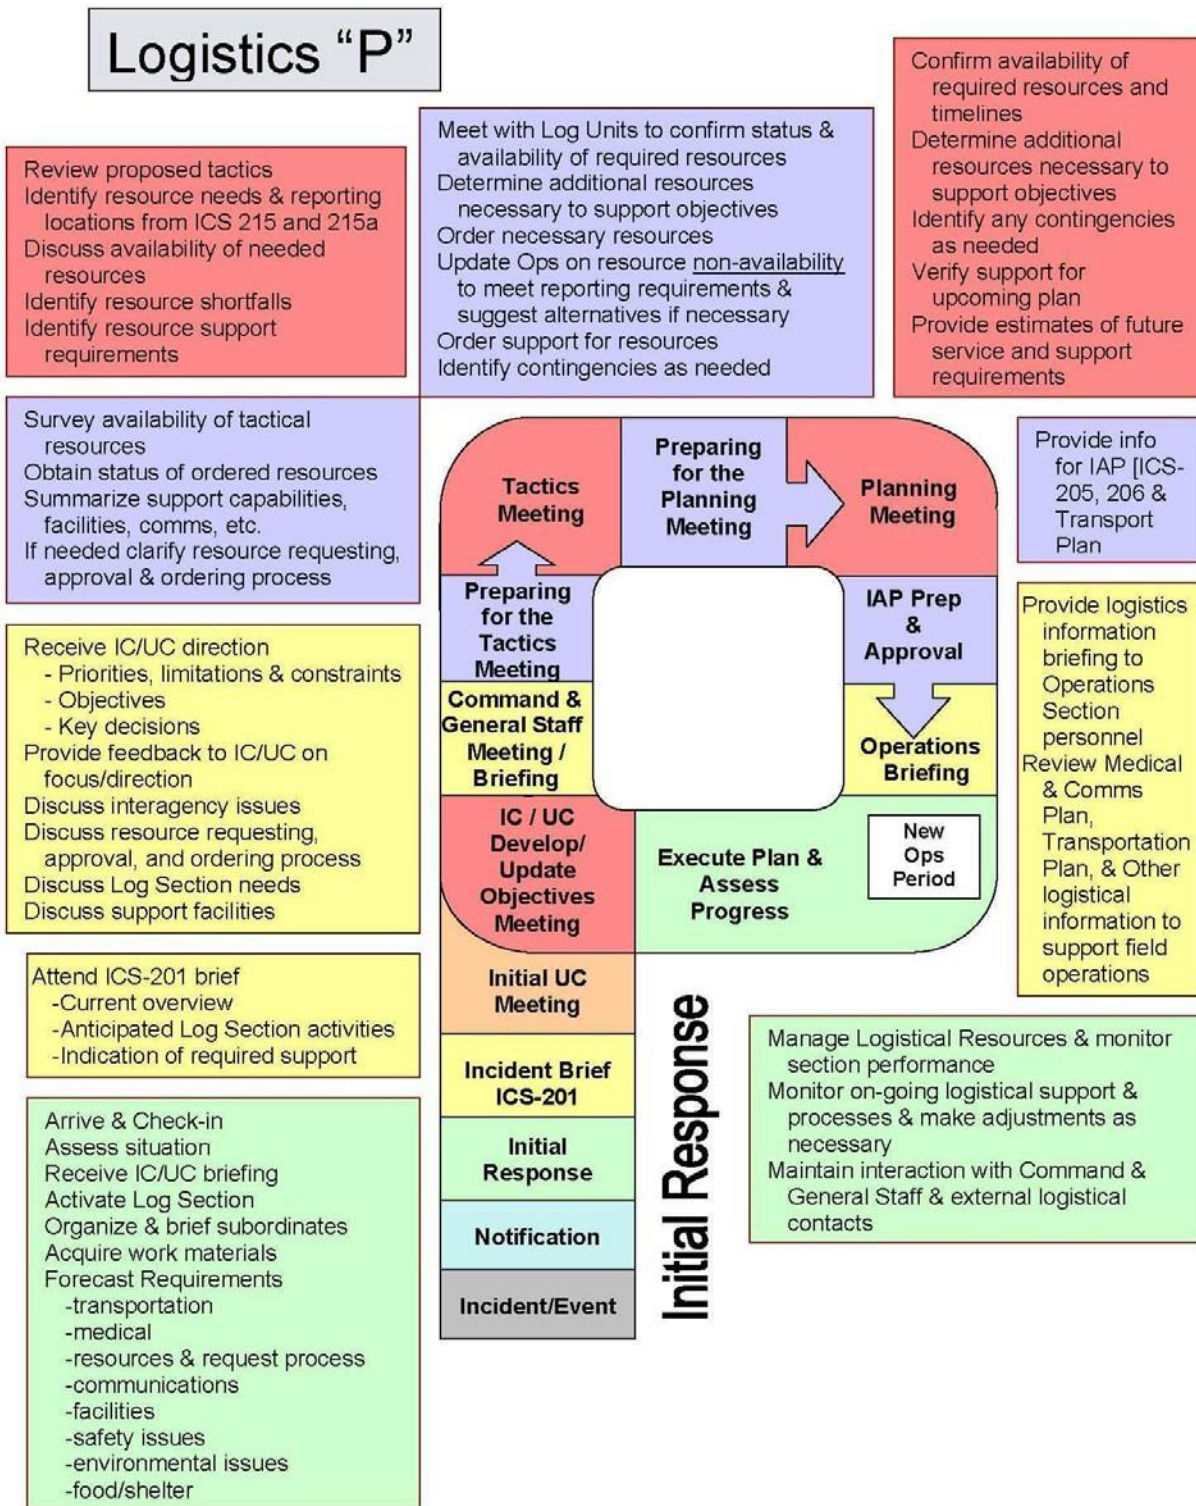 Logistics “P”
Review proposed tactics
Identify resource needs & reporting
locations from ICS 215 and 215a
Discuss availability of needed
resources
Identify resource shortfalls
Identify resource support
requirements
Meet with Log Units to confirm status &
availability of required resources
Determine additional resources
necessary to support objectives
Order necessary resources
Update Ops on resource non-availability
to meet reporting requirements &
suggest alternatives if necessary
Order support for resources
Identify contingencies as needed
Confirm availability of
required resources and
timelines
Determine additional
resources necessary to
support objectives
Identify any contingencies
as needed
Verify support for
upcoming plan
Provide estimates of future
service and support
requirements
Survey availability of tactical
resources
Obtain status of ordered resources
Summarize support capabilities,
facilities, comms, etc.
If needed clarify resource requesting,
approval & ordering process
Receive IC/UC direction
- Priorities, limitations & constraints
- Objectives
- Key decisions
Provide feedback to IC/UC on
focus/direction
Discuss interagency issues
Discuss resource requesting,
approval, and ordering process
Discuss Log Section needs
Discuss support facilities
Attend ICS-201 brief
-Current overview
-Anticipated Log Section activities
-Indication of required support
Arrive & Check-in
Assess situation
Receive IC/UC briefing
Activate Log Section
Organize & brief subordinates
Acquire work materials
Forecast Requirements
-transportation
-medical
-resources & request process
-communications
-facilities
-safety issues
-environmental issues
-food/shelter
Tactics
Meeting
Preparing
for the
Planning
Meeting
Planning
Meeting
Preparing
for the
Tactics
Meeting
IAP Prep
&
Approval
Command &
General Staff
Meeting /
Briefing
Operations
Briefing
IC / UC
Develop/
Update
Objectives
Meeting
Execute Plan &
Assess
Progress
New
Ops
Period
Initial UC
Meeting
Incident Brief
ICS-201
Initial
Response
Notification
Incident/Event
Initial Response
Provide info
for IAP [ICS-
205, 206 &
Transport
Plan
Provide logistics
information
briefing to
Operations
Section
personnel
Review Medical
& Comms
Plan,
Transportation
Plan, & Other
logistical
information to
support field
operations
Manage Logistical Resources & monitor
section performance
Monitor on-going logistical support &
processes & make adjustments as
necessary
Maintain interaction with Command &
General Staff & external logistical
contacts